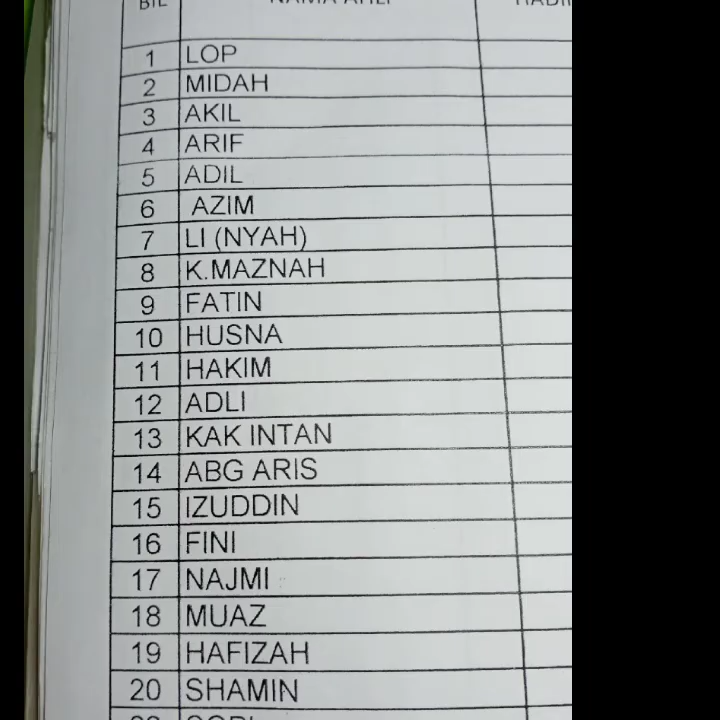 BIL NAMA AHLI
1 LOP
2 MIDAH
3 AKIL
4 ARIF
5 ADIL
6 AZIM
7 LI (NYAH)
8 K.MAZNAH
9 FATIN
10 HUSNA
11 HAKIM
12 ADLI
13 KAK INTAN
14 ABG ARIS
15 IZUDDIN
16 FINI
17 NAJMI
18 MUAZ
19 HAFIZAH
20 SHAMIN